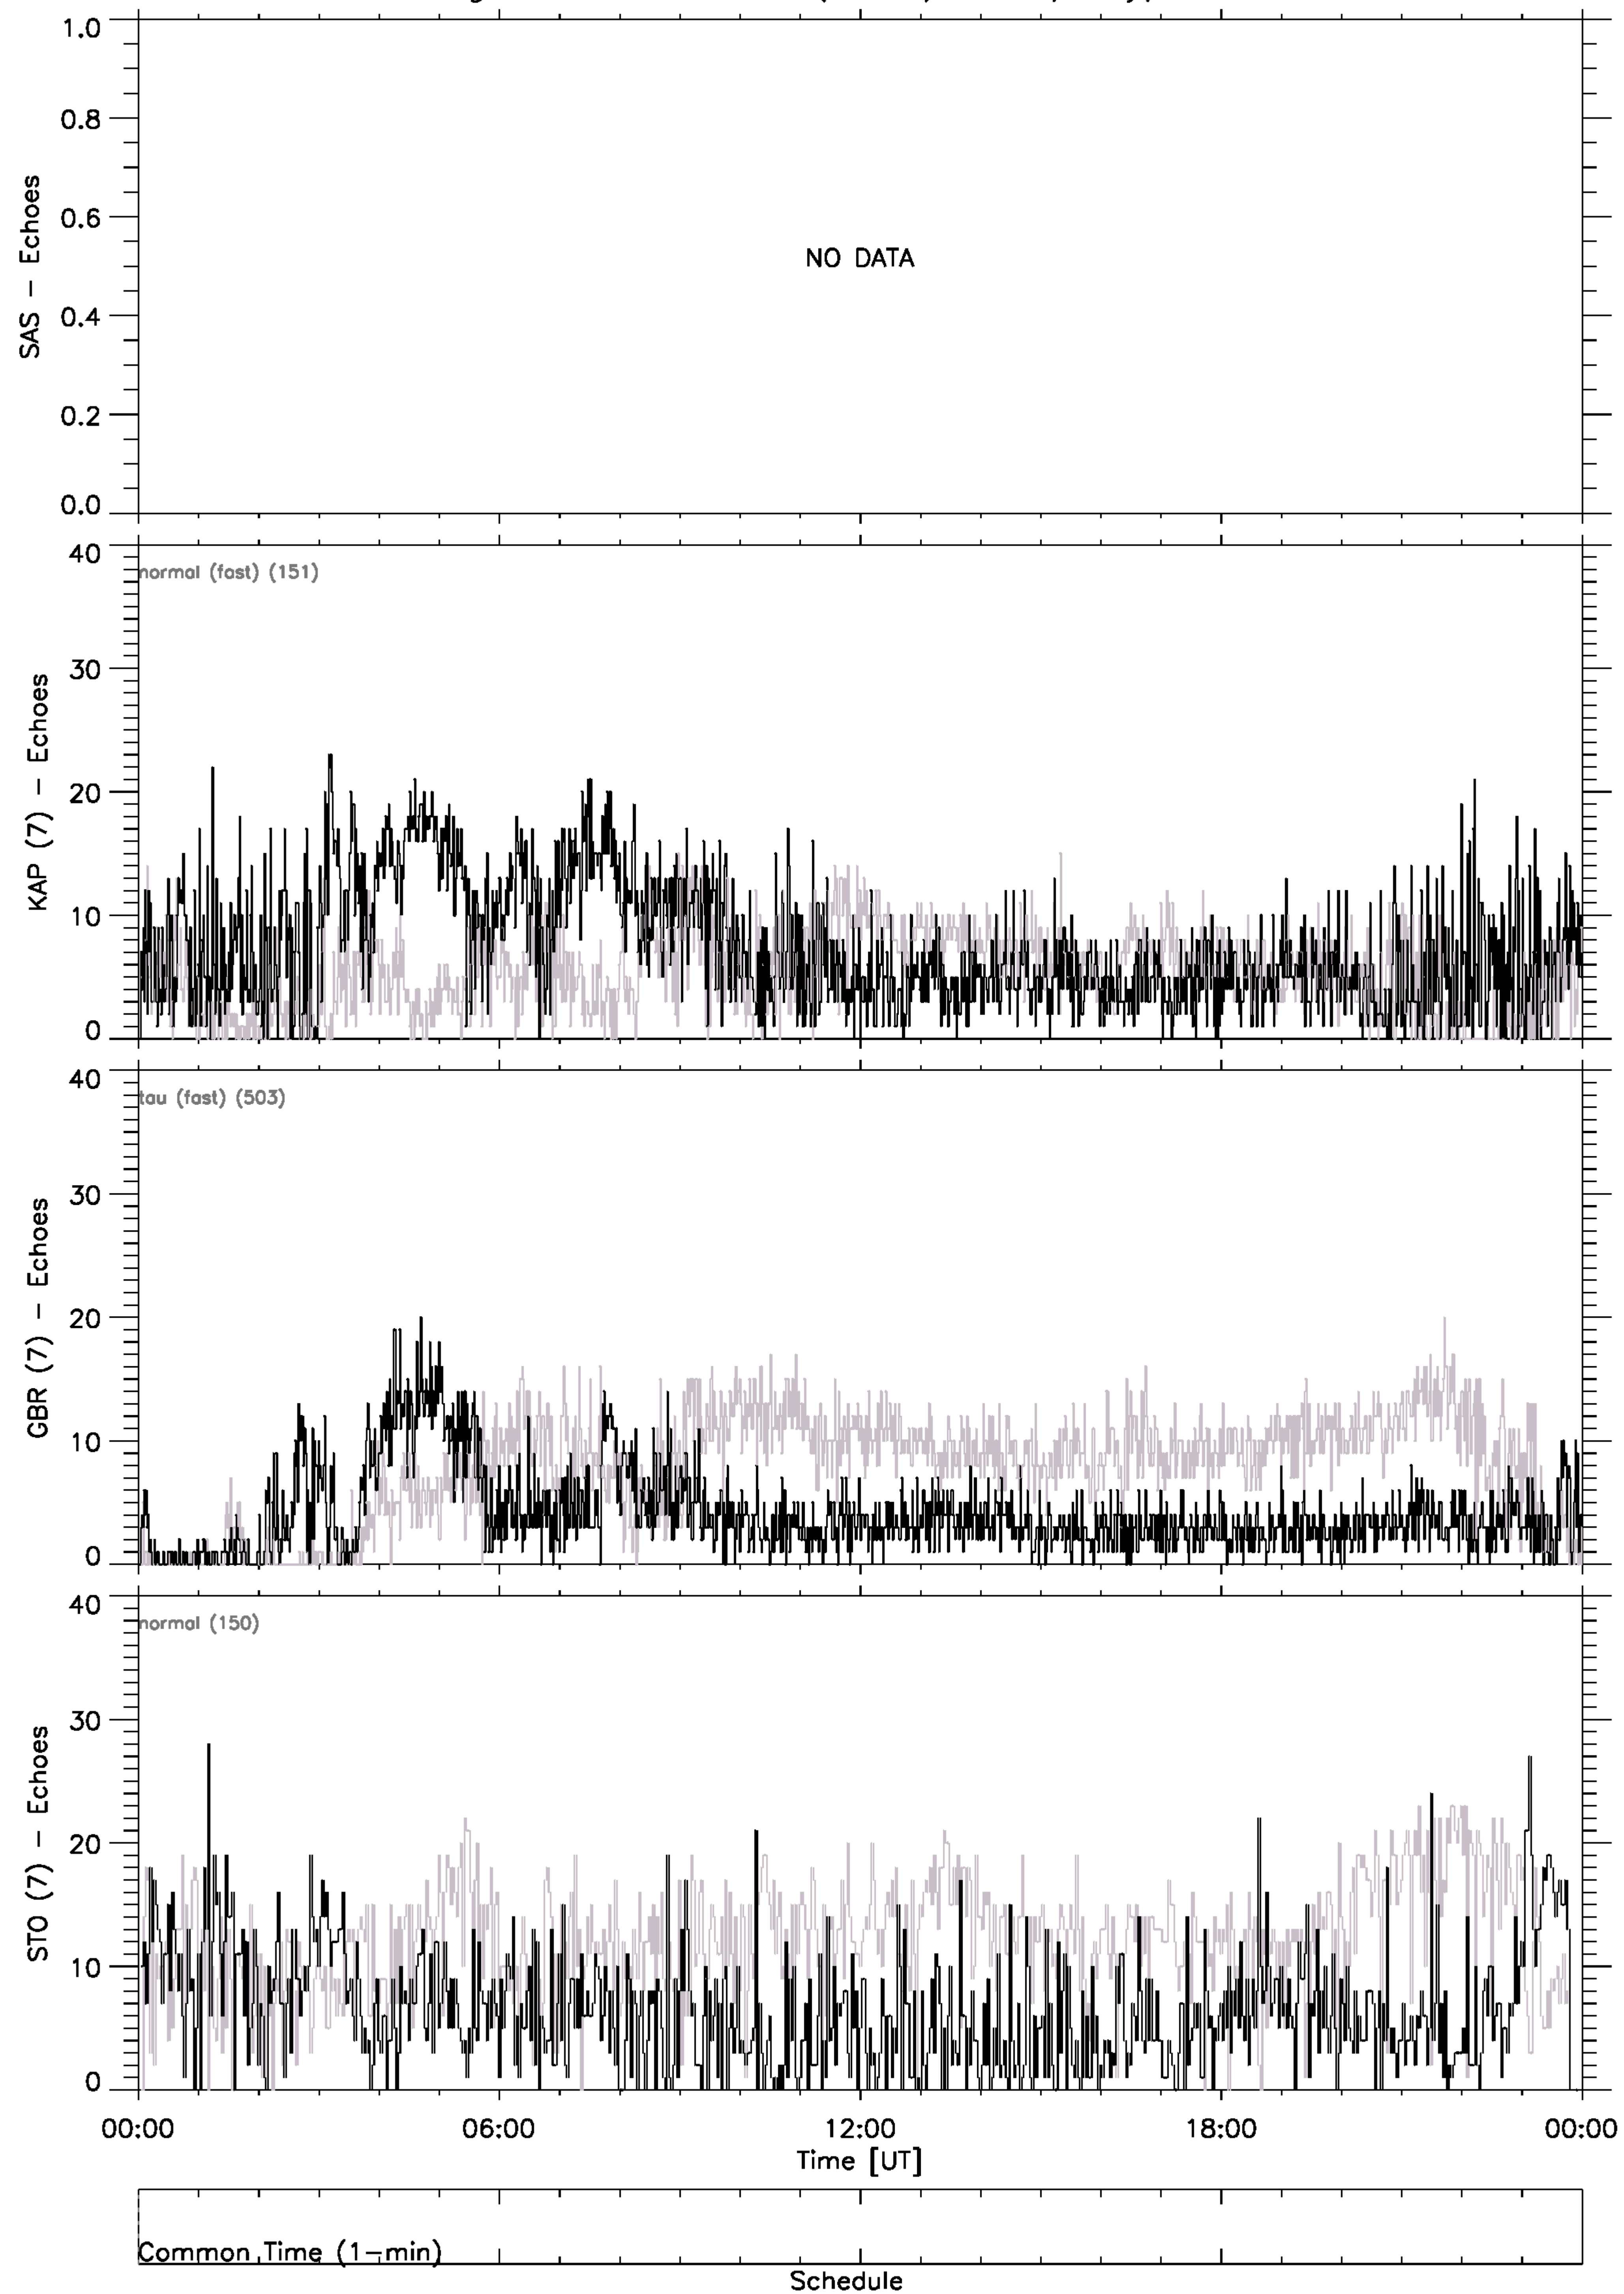 1.0
0.8
0.6
0.4
0.2
0.0
SAS - Echoes
NO DATA
40
30
20
10
0
KAP (7) - Echoes
normal (fast) (151)
40
30
20
10
0
GBR (7) - Echoes
tau (fast) (503)
40
30
20
10
0
STO (7) - Echoes
normal (150)
00:00 06:00 12:00 18:00 00:00
Time [UT]
Common Time (1-min)
Schedule